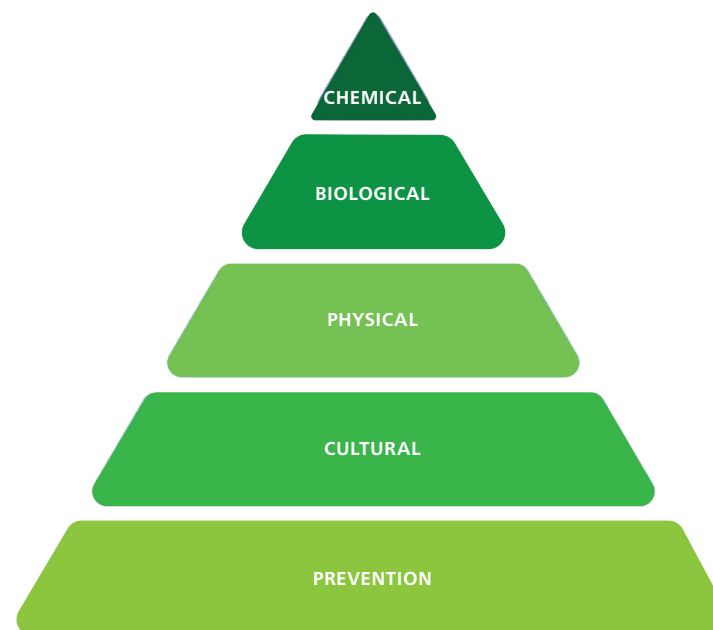 CHEMICAL
BIOLOGICAL
PHYSICAL
CULTURAL
PREVENTION